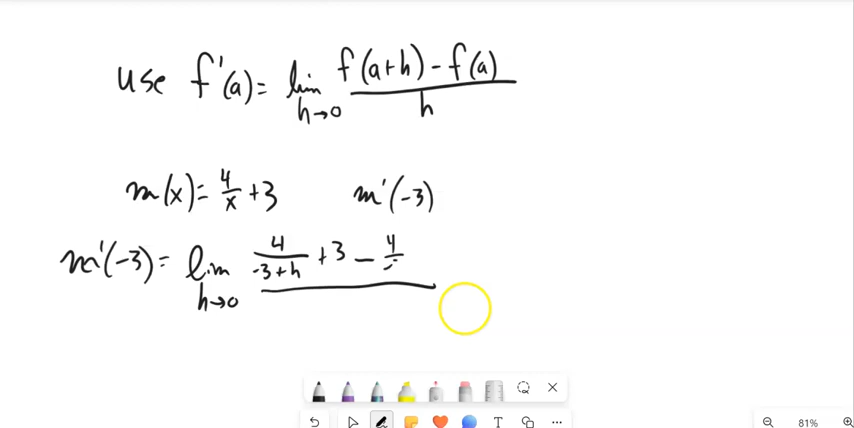 use f'(a) = lim h→0 f(a+h) - f(a) / h
m(x) = 4/x + 3 m'(-3)
m'(-3) = lim h→0 4/-3+h + 3 - 4/-
T
81%